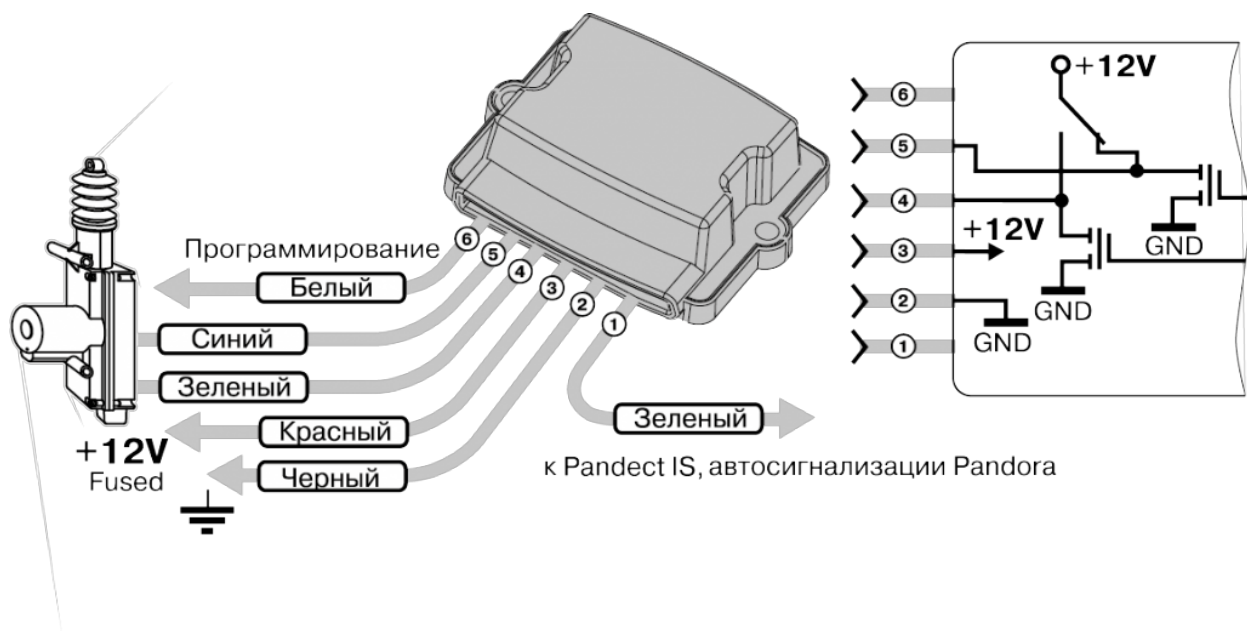 Программирование
Белый
Синий
Зеленый
Красный
Черный
+12V
Fused
6
5
4
3
2
1
Зеленый
к Pandect IS, автосигнализации Pandora
6
5
4
3
2
1
+12V
+12V
GND
GND
GND